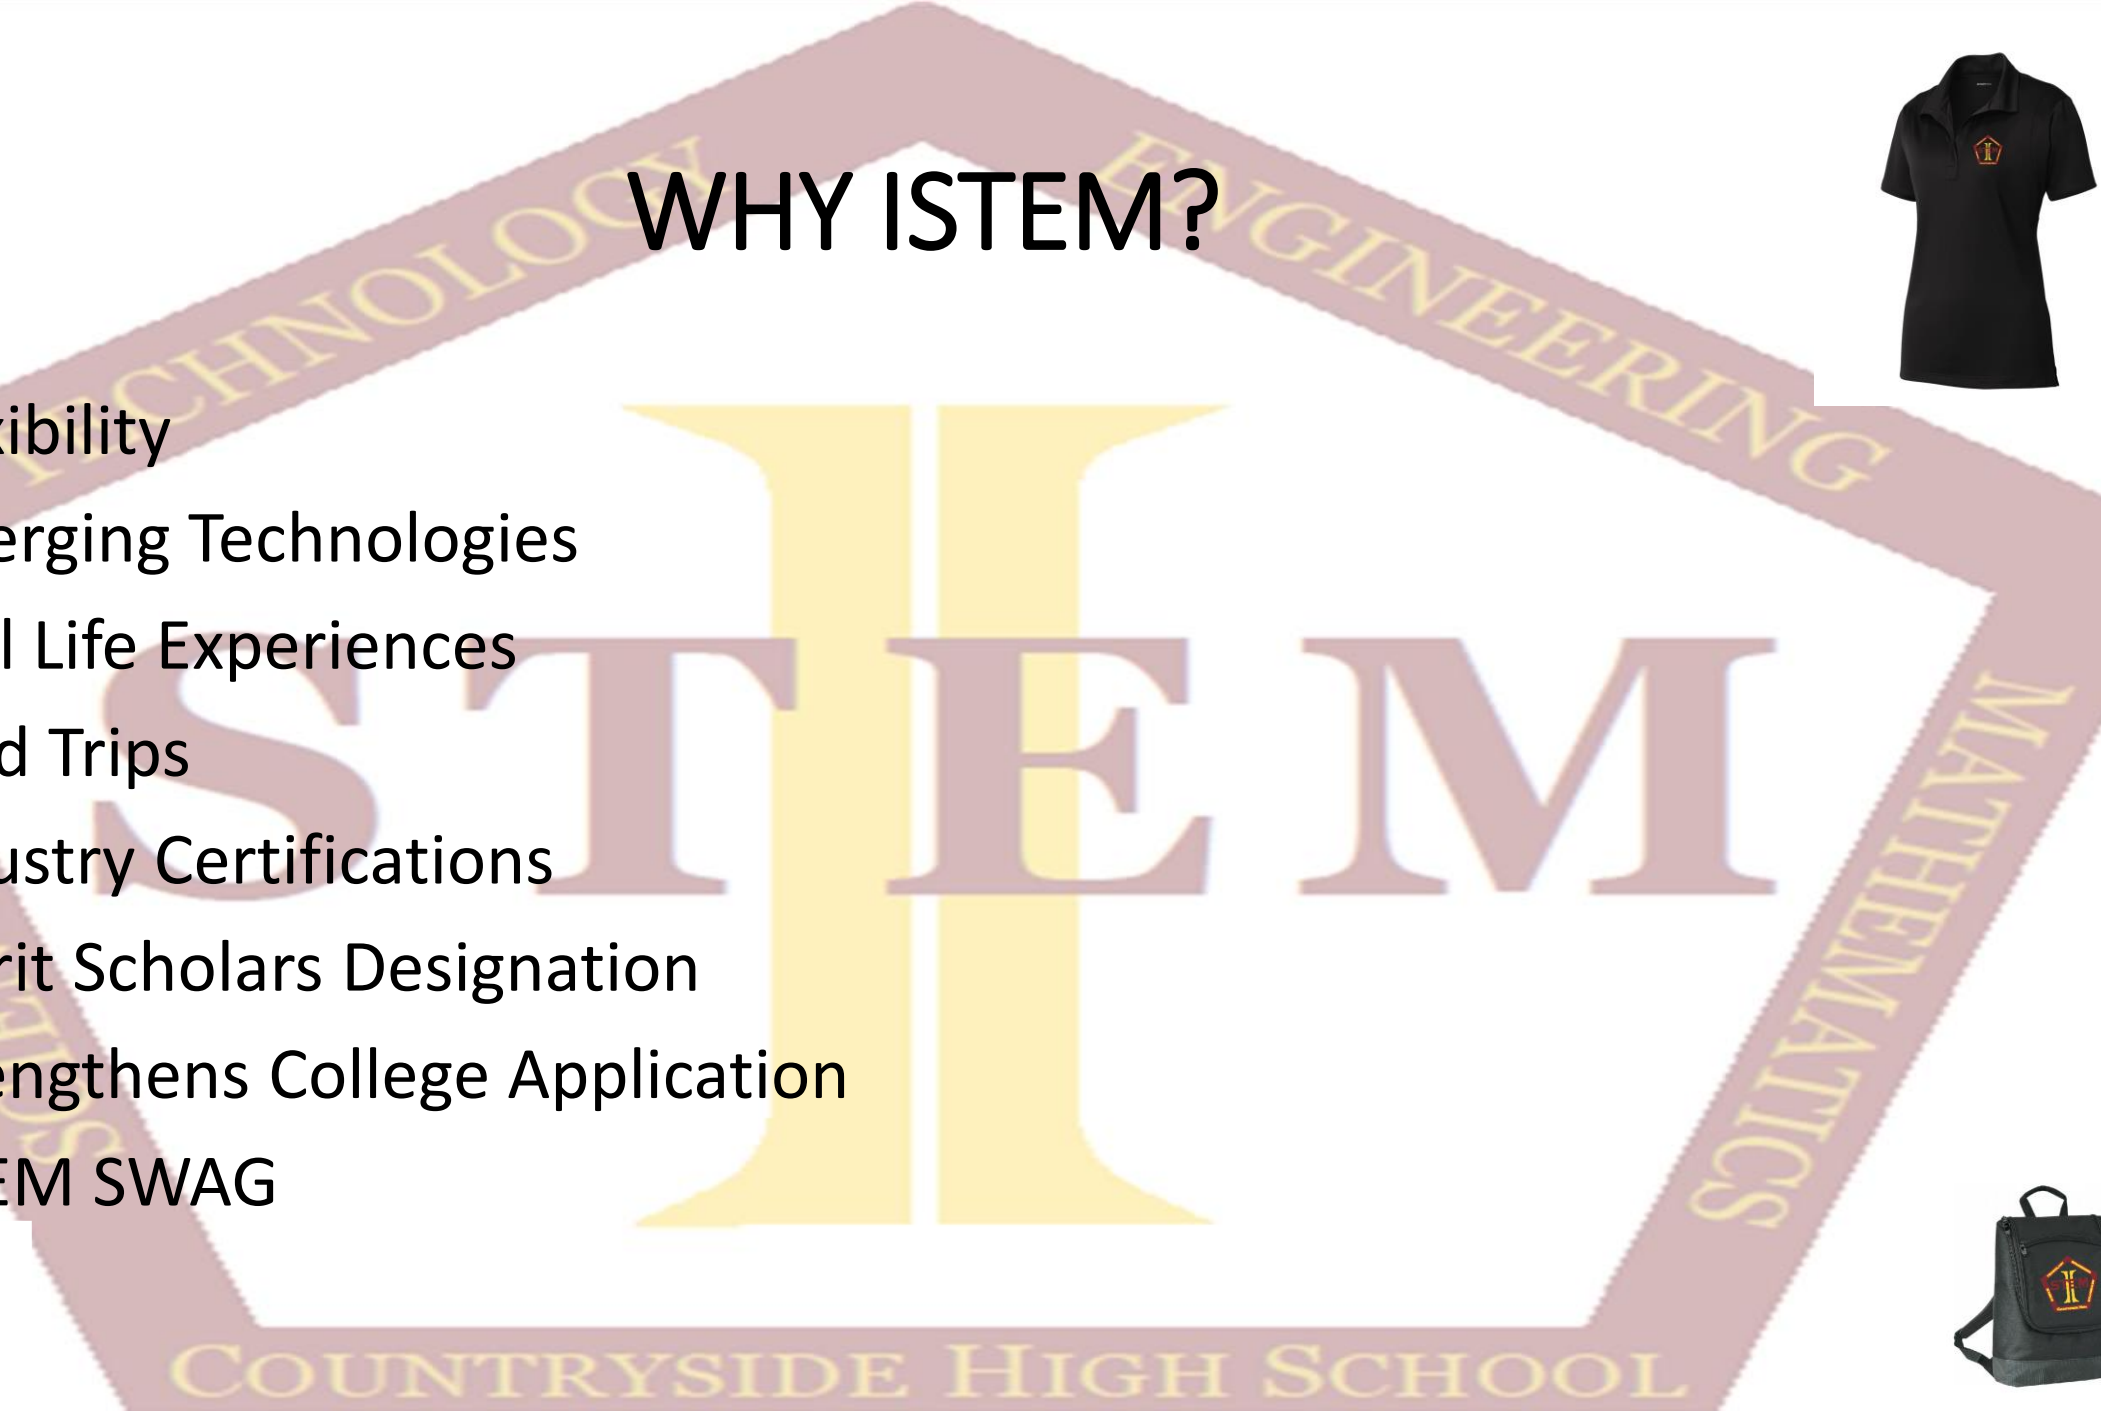 WHY ISTEM?
TECHNOLOGY
ENGINEERING
xibility
erging Technologies
l Life Experiences
d Trips
ustry Certifications
rit Scholars Designation
engthens College Application
EM SWAG
I
STEM
MATHEMATICS
COUNTRYSIDE HIGH SCHOOL
I
STEM